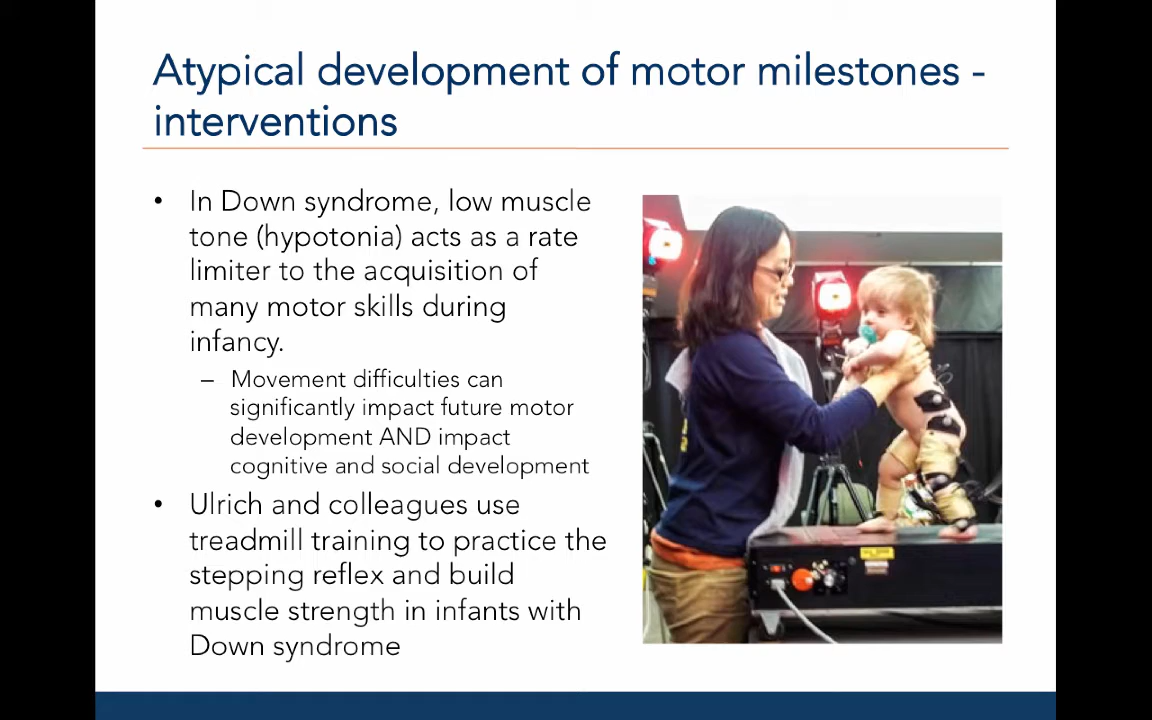 Atypical development of motor milestones -
interventions
• In Down syndrome, low muscle
tone (hypotonia) acts as a rate
limiter to the acquisition of
many motor skills during
infancy.
– Movement difficulties can
significantly impact future motor
development AND impact
cognitive and social development
• Ulrich and colleagues use
treadmill training to practice the
stepping reflex and build
muscle strength in infants with
Down syndrome